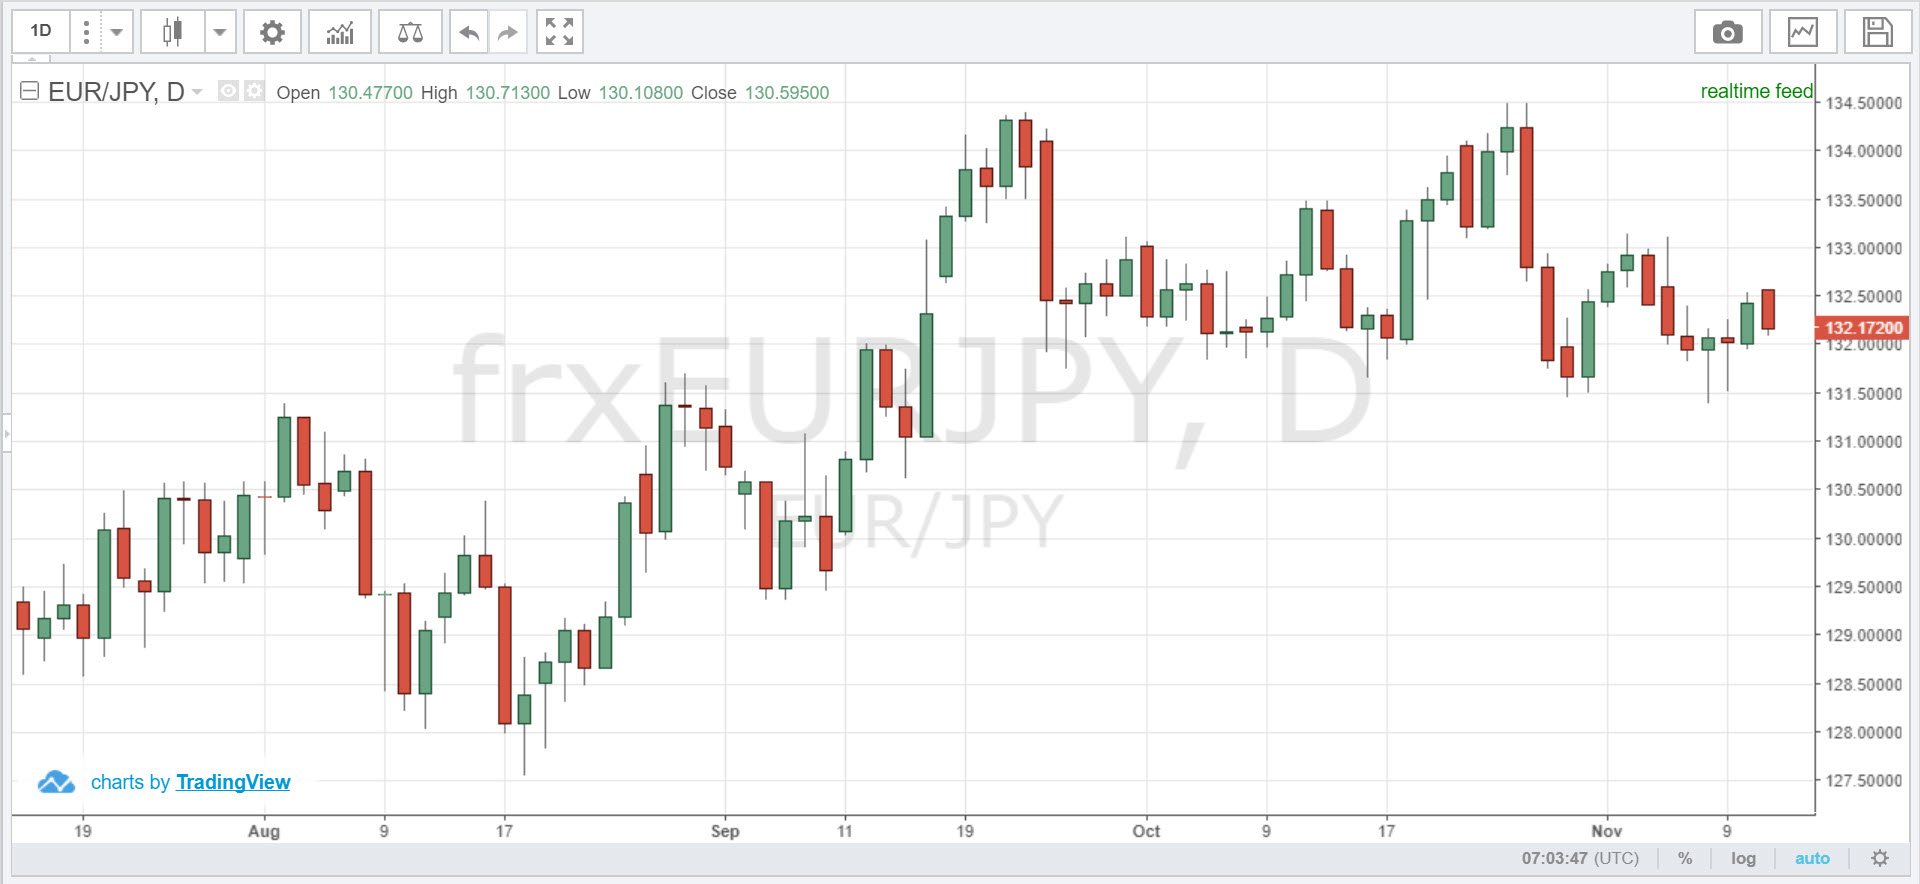 1D
EUR/JPY, D Open 130.47700 High 130.71300 Low 130.10800 Close 130.59500
realtime feed
134.50000
134.00000
133.50000
133.00000
132.50000
132.17200
132.00000
131.50000
131.00000
130.50000
130.00000
129.50000
129.00000
128.50000
128.00000
127.50000
frxEURJPY, D
EUR/JPY
charts by TradingView
19 Aug 9 17 Sep 11 19 Oct 9 17 Nov 9
07:03:47 (UTC) % log auto